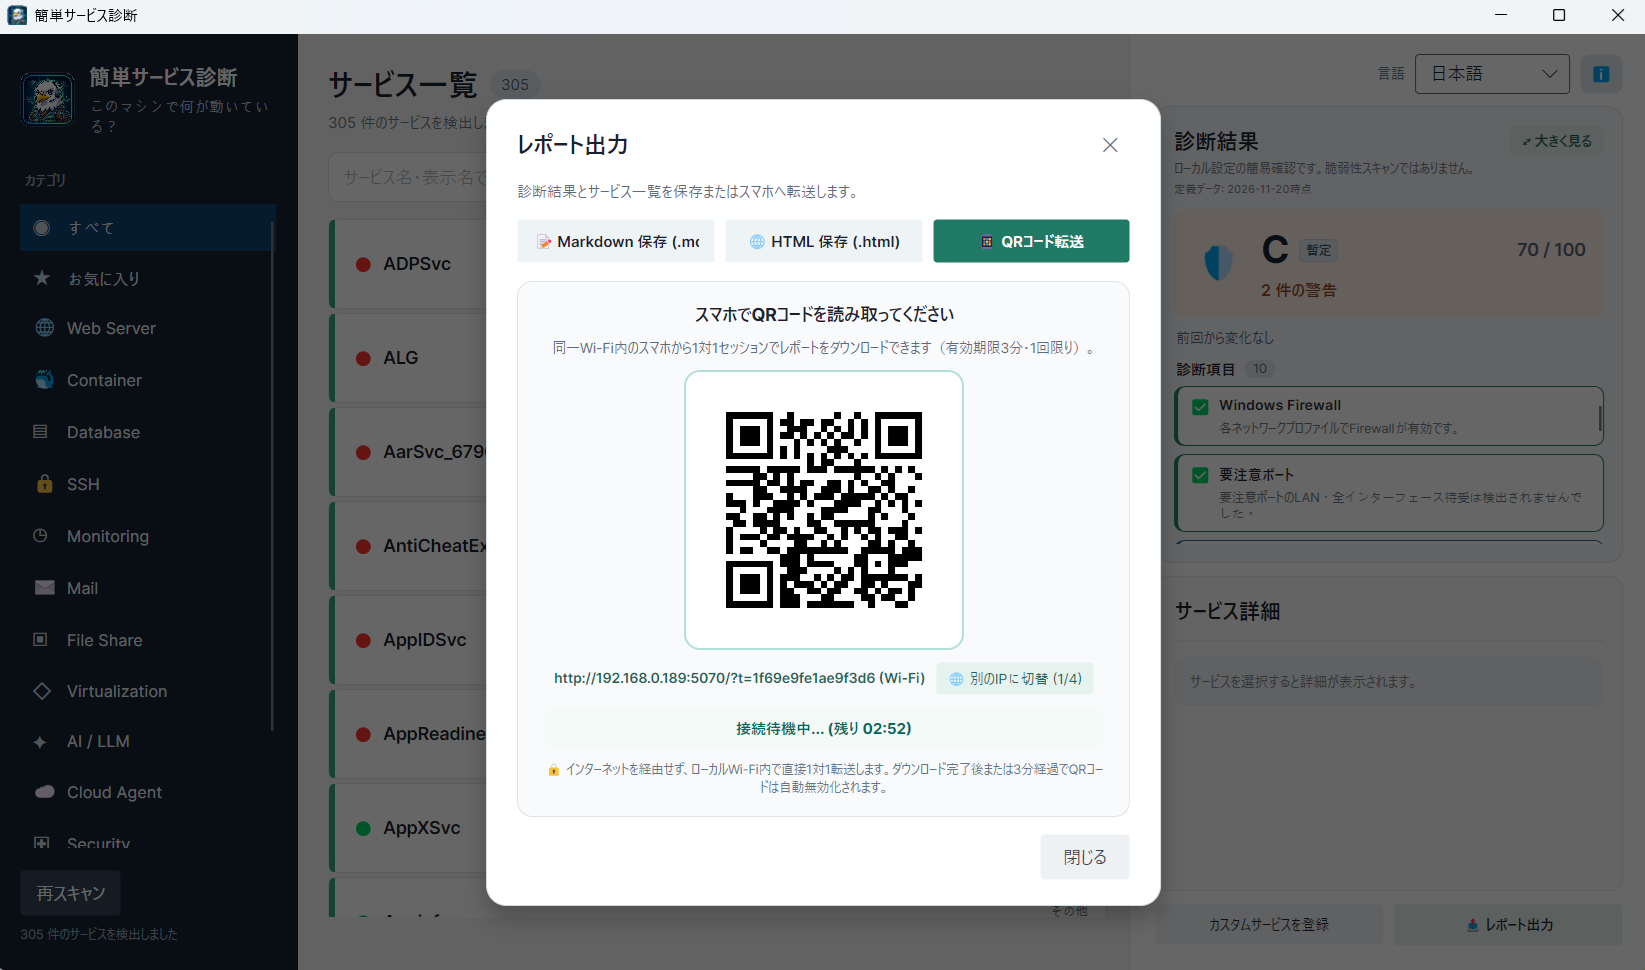 簡単サービス診断
簡単サービス診断
このマシンで何が動いてい
る？
カテゴリ
すべて
お気に入り
Web Server
Container
Database
SSH
Monitoring
Mail
File Share
Virtualization
AI / LLM
Cloud Agent
Security
再スキャン
305 件のサービスを検出しました
サービス一覧 305
305 件のサービスを検出し
サービス名・表示名で
ADPSvc
ALG
AarSvc_679
AntiCheatEx
AppIDSvc
AppReadine
AppXSvc
その他
レポート出力
診断結果とサービス一覧を保存またはスマホへ転送します。
Markdown 保存 (.mc
HTML 保存 (.html)
QRコード転送
スマホでQRコードを読み取ってください
同一Wi-Fi内のスマホから1対1セッションでレポートをダウンロードできます（有効期限3分・1回限り）。
http://192.168.0.189:5070/?t=1f69e9fe1ae9f3d6 (Wi-Fi)
別のIPに切替 (1/4)
接続待機中... (残り 02:52)
インターネットを経由せず、ローカルWi-Fi内で直接1対1転送します。ダウンロード完了後または3分経過でQRコー
ドは自動無効化されます。
閉じる
言語 日本語
診断結果
大きく見る
ローカル設定の簡易確認です。脆弱性スキャンではありません。
定義データ: 2026-11-20時点
C 暫定 70 / 100
2 件の警告
前回から変化なし
診断項目 10
Windows Firewall
各ネットワークプロファイルでFirewallが有効です。
要注意ポート
要注意ポートのLAN・全インターフェース待受は検出されませんで
した。
サービス詳細
サービスを選択すると詳細が表示されます。
カスタムサービスを登録
レポート出力